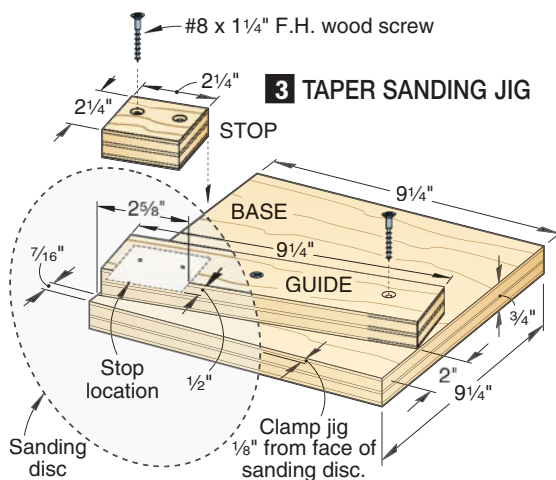 #8 x 1¼" F.H. wood screw
2¼"
2¼"
3 TAPER SANDING JIG
STOP
9¼"
2⅝"
BASE
9¼"
7⁄16"
GUIDE
¾"
Stop
location
½"
2"
9¼"
Clamp jig
⅛" from face of
sanding disc.
Sanding
disc